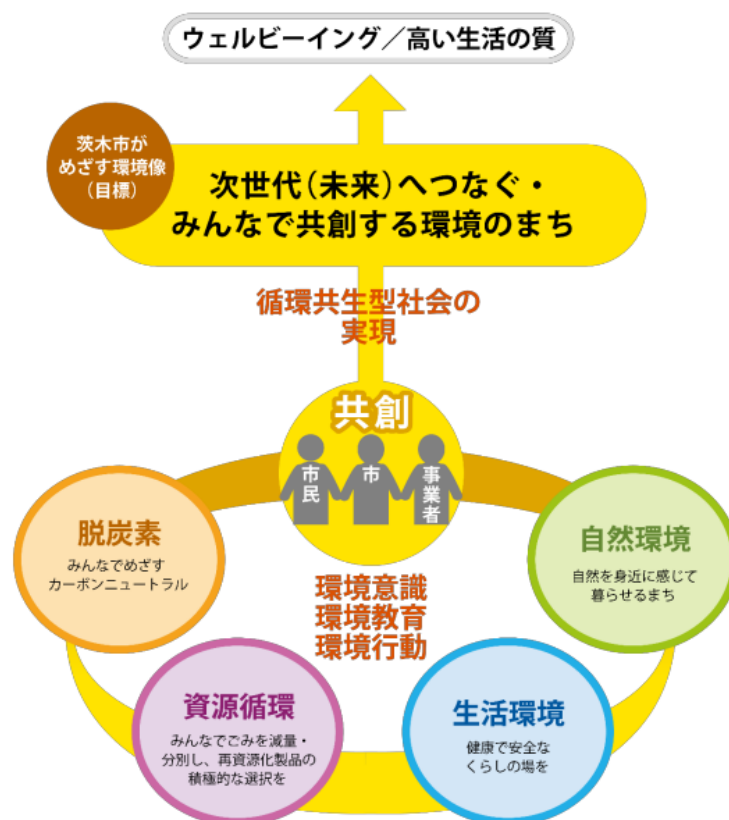 ウェルビーイング／高い生活の質
茨木市が
めざす環境像
（目標）
次世代（未来）へつなぐ・
みんなで共創する環境のまち
循環共生型社会の
実現
共創
市民
市
事業者
脱炭素
みんなでめざす
カーボンニュートラル
自然環境
自然を身近に感じて
暮らせるまち
環境意識
環境教育
環境行動
資源循環
みんなでごみを減量・
分別し、再資源化製品の
積極的な選択を
生活環境
健康で安全な
くらしの場を